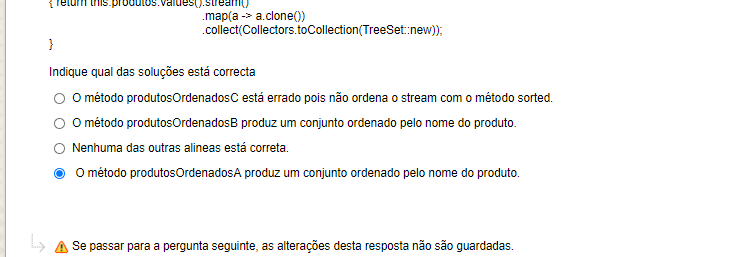 { return this.produtos.values().stream()
.map(a -> a.clone())
.collect(Collectors.toCollection(TreeSet::new));
}
Indique qual das soluções está correcta
O método produtosOrdenadosC está errado pois não ordena o stream com o método sorted.
O método produtosOrdenadosB produz um conjunto ordenado pelo nome do produto.
Nenhuma das outras alineas está correta.
O método produtosOrdenadosA produz um conjunto ordenado pelo nome do produto.
Se passar para a pergunta seguinte, as alterações desta resposta não são guardadas.